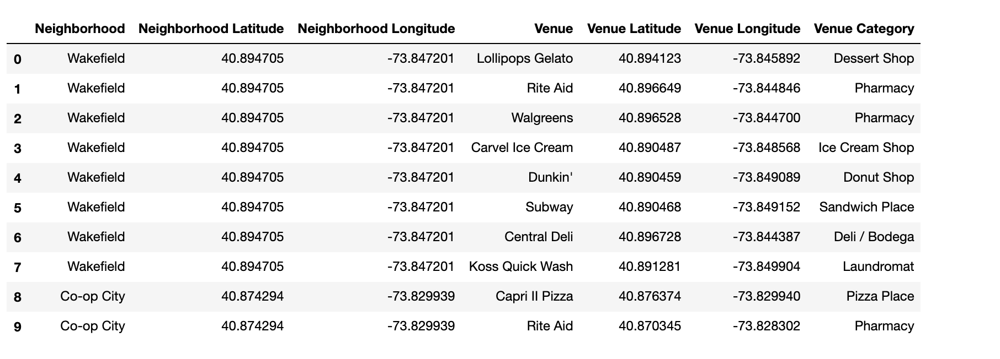 Neighborhood Neighborhood Latitude Neighborhood Longitude Venue Venue Latitude Venue Longitude Venue Category
0 Wakefield 40.894705 -73.847201 Lollipops Gelato 40.894123 -73.845892 Dessert Shop
1 Wakefield 40.894705 -73.847201 Rite Aid 40.896649 -73.844846 Pharmacy
2 Wakefield 40.894705 -73.847201 Walgreens 40.896528 -73.844700 Pharmacy
3 Wakefield 40.894705 -73.847201 Carvel Ice Cream 40.890487 -73.848568 Ice Cream Shop
4 Wakefield 40.894705 -73.847201 Dunkin' 40.890459 -73.849089 Donut Shop
5 Wakefield 40.894705 -73.847201 Subway 40.890468 -73.849152 Sandwich Place
6 Wakefield 40.894705 -73.847201 Central Deli 40.896728 -73.844387 Deli / Bodega
7 Wakefield 40.894705 -73.847201 Koss Quick Wash 40.891281 -73.849904 Laundromat
8 Co-op City 40.874294 -73.829939 Capri II Pizza 40.876374 -73.829940 Pizza Place
9 Co-op City 40.874294 -73.829939 Rite Aid 40.870345 -73.828302 Pharmacy